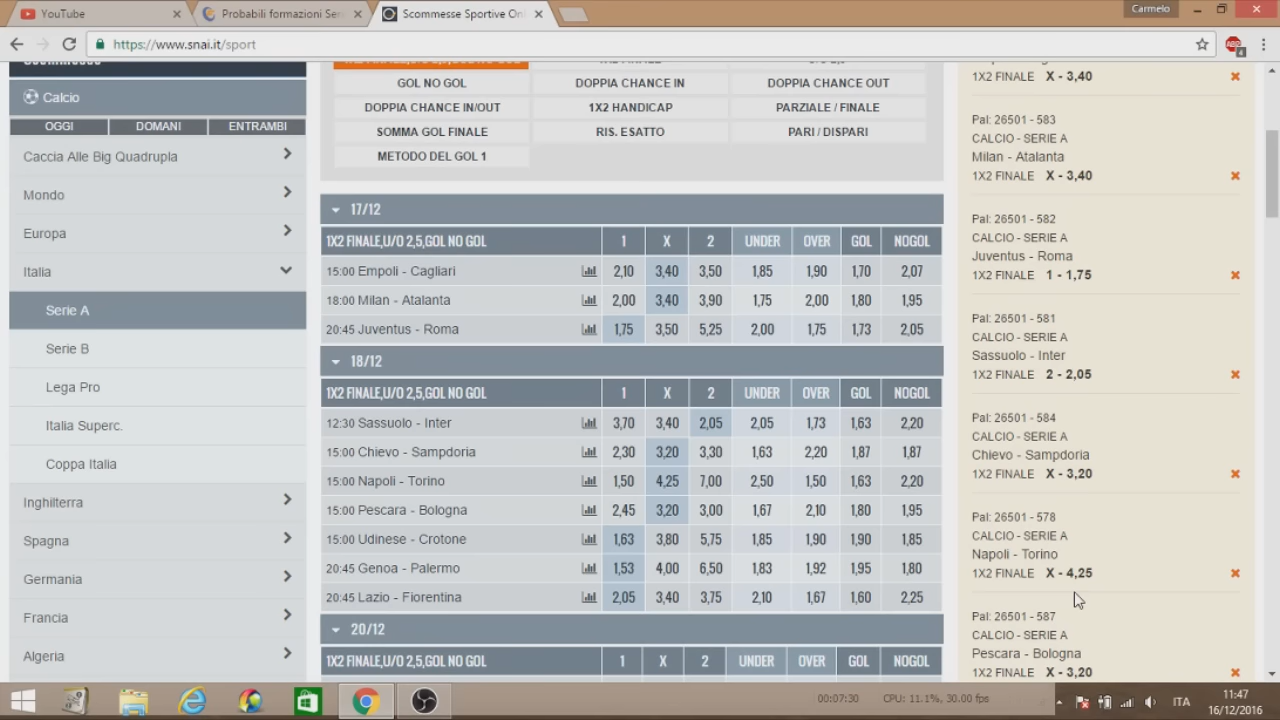 YouTube
Probabili formazioni Ser
Scommesse Sportive Onl
Carmelo
https://www.snai.it/sport
4
Calcio
OGGI DOMANI ENTRAMBI
Caccia Alle Big Quadrupla
Mondo
Europa
Italia
Serie A
Serie B
Lega Pro
Italia Superc.
Coppa Italia
Inghilterra
Spagna
Germania
Francia
Algeria
GOL NO GOL DOPPIA CHANCE IN DOPPIA CHANCE OUT
DOPPIA CHANCE IN/OUT 1X2 HANDICAP PARZIALE / FINALE
SOMMA GOL FINALE RIS. ESATTO PARI / DISPARI
METODO DEL GOL 1
17/12
1X2 FINALE,U/O 2,5,GOL NO GOL 1 X 2 UNDER OVER GOL NOGOL
15:00 Empoli - Cagliari 2,10 3,40 3,50 1,85 1,90 1,70 2,07
18:00 Milan - Atalanta 2,00 3,40 3,90 1,75 2,00 1,80 1,95
20:45 Juventus - Roma 1,75 3,50 5,25 2,00 1,75 1,73 2,05
18/12
1X2 FINALE,U/O 2,5,GOL NO GOL 1 X 2 UNDER OVER GOL NOGOL
12:30 Sassuolo - Inter 3,70 3,40 2,05 2,05 1,73 1,63 2,20
15:00 Chievo - Sampdoria 2,30 3,20 3,30 1,63 2,20 1,87 1,87
15:00 Napoli - Torino 1,50 4,25 7,00 2,50 1,50 1,63 2,20
15:00 Pescara - Bologna 2,45 3,20 3,00 1,67 2,10 1,80 1,95
15:00 Udinese - Crotone 1,63 3,80 5,75 1,85 1,90 1,90 1,85
20:45 Genoa - Palermo 1,53 4,00 6,50 1,83 1,92 1,95 1,80
20:45 Lazio - Fiorentina 2,05 3,40 3,75 2,10 1,67 1,60 2,25
20/12
1X2 FINALE,U/O 2,5,GOL NO GOL 1 X 2 UNDER OVER GOL NOGOL
1X2 FINALE X - 3,40
Pal: 26501 - 583
CALCIO - SERIE A
Milan - Atalanta
1X2 FINALE X - 3,40
Pal: 26501 - 582
CALCIO - SERIE A
Juventus - Roma
1X2 FINALE 1 - 1,75
Pal: 26501 - 581
CALCIO - SERIE A
Sassuolo - Inter
1X2 FINALE 2 - 2,05
Pal: 26501 - 584
CALCIO - SERIE A
Chievo - Sampdoria
1X2 FINALE X - 3,20
Pal: 26501 - 578
CALCIO - SERIE A
Napoli - Torino
1X2 FINALE X - 4,25
Pal: 26501 - 587
CALCIO - SERIE A
Pescara - Bologna
1X2 FINALE X - 3,20
00:07:30 CPU: 11.1%, 30.00 fps
ITA
11:47
16/12/2016